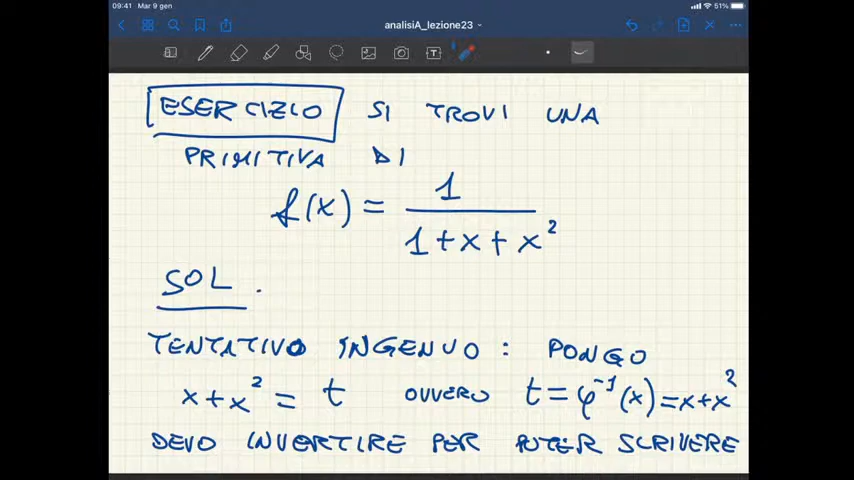 09:41 Mar 9 gen
51%
analisiA_lezione23
ESERCIZIO SI TROVI UNA
PRIMITIVA DI
f(x) = 1 / (1+x+x²)
SOL.
TENTATIVO INGENUO: PONGO
x+x² = t OVVERO t=φ⁻¹(x)=x+x²
DEVO INVERTIRE PER POTER SCRIVERE